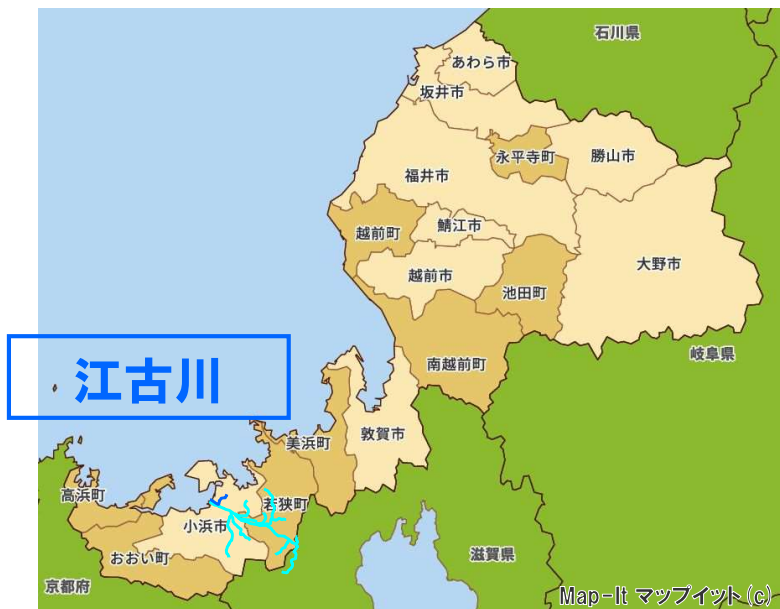 石川県
あわら市
坂井市
永平寺町
勝山市
福井市
鯖江市
越前町
大野市
越前市
池田町
岐阜県
南越前町
江古川
敦賀市
美浜町
高浜町
若狭町
小浜市
おおい町
滋賀県
京都府
Map-It マップイット(c)